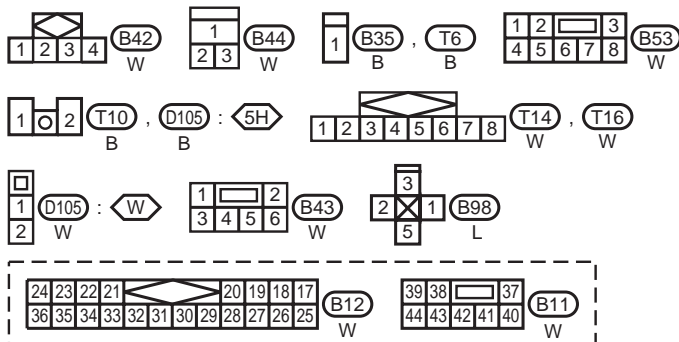 1 2 3 4 B42 W
1 2 3 B44 W
1 B35 B , T6 B
1 2 3 4 5 6 7 8 B53 W
1 2 T10 B , D105 B : 5H
1 2 3 4 5 6 7 8 T14 W , T16 W
1 2 D105 W : W
1 2 3 4 5 6 B43 W
3 2 1 5 B98 L
24 23 22 21 20 19 18 17
36 35 34 33 32 31 30 29 28 27 26 25 B12 W
39 38 37
44 43 42 41 40 B11 W